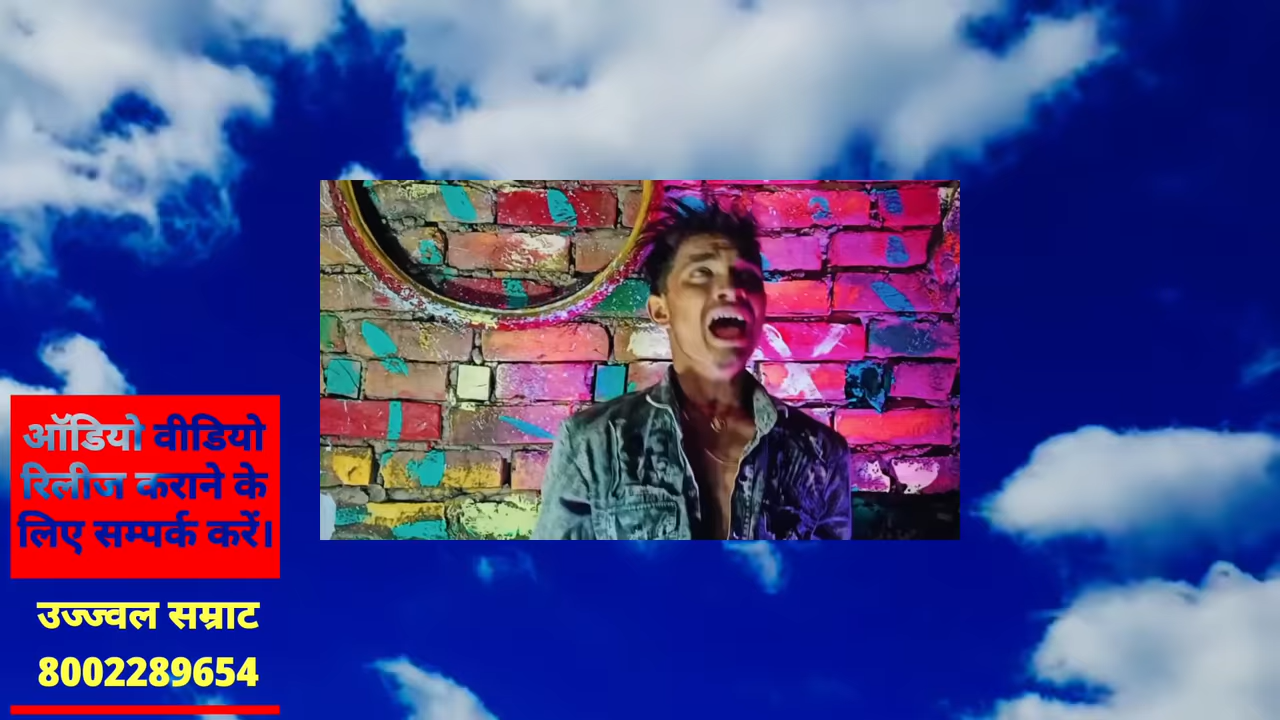 ऑडियो वीडियो
रिलीज कराने के
लिए सम्पर्क करें।
उज्ज्वल सम्राट
8002289654